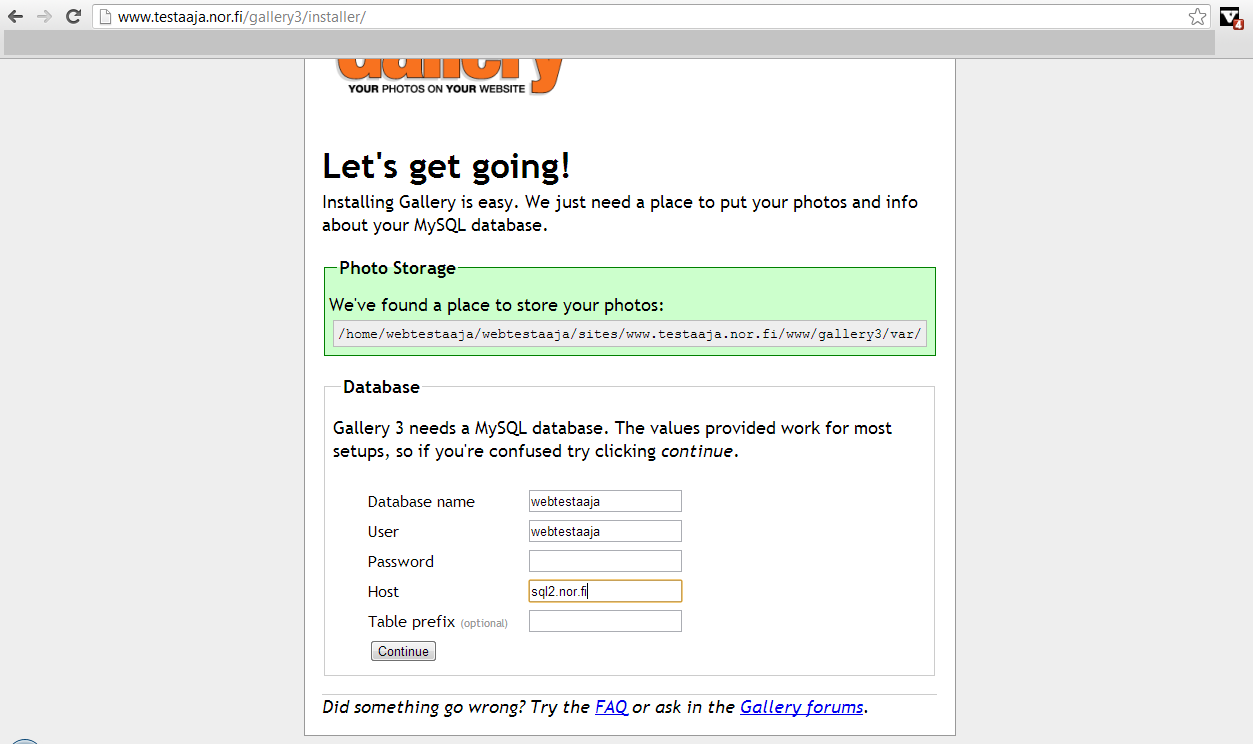 www.testaaja.nor.fi/gallery3/installer/
4
Gallery
YOUR PHOTOS ON YOUR WEBSITE
Let's get going!
Installing Gallery is easy. We just need a place to put your photos and info
about your MySQL database.
Photo Storage
We've found a place to store your photos:
/home/webtestaaja/webtestaaja/sites/www.testaaja.nor.fi/www/gallery3/var/
Database
Gallery 3 needs a MySQL database. The values provided work for most
setups, so if you're confused try clicking continue.
Database name webtestaaja
User webtestaaja
Password
Host sql2.nor.fi
Table prefix (optional)
Continue
Did something go wrong? Try the FAQ or ask in the Gallery forums.